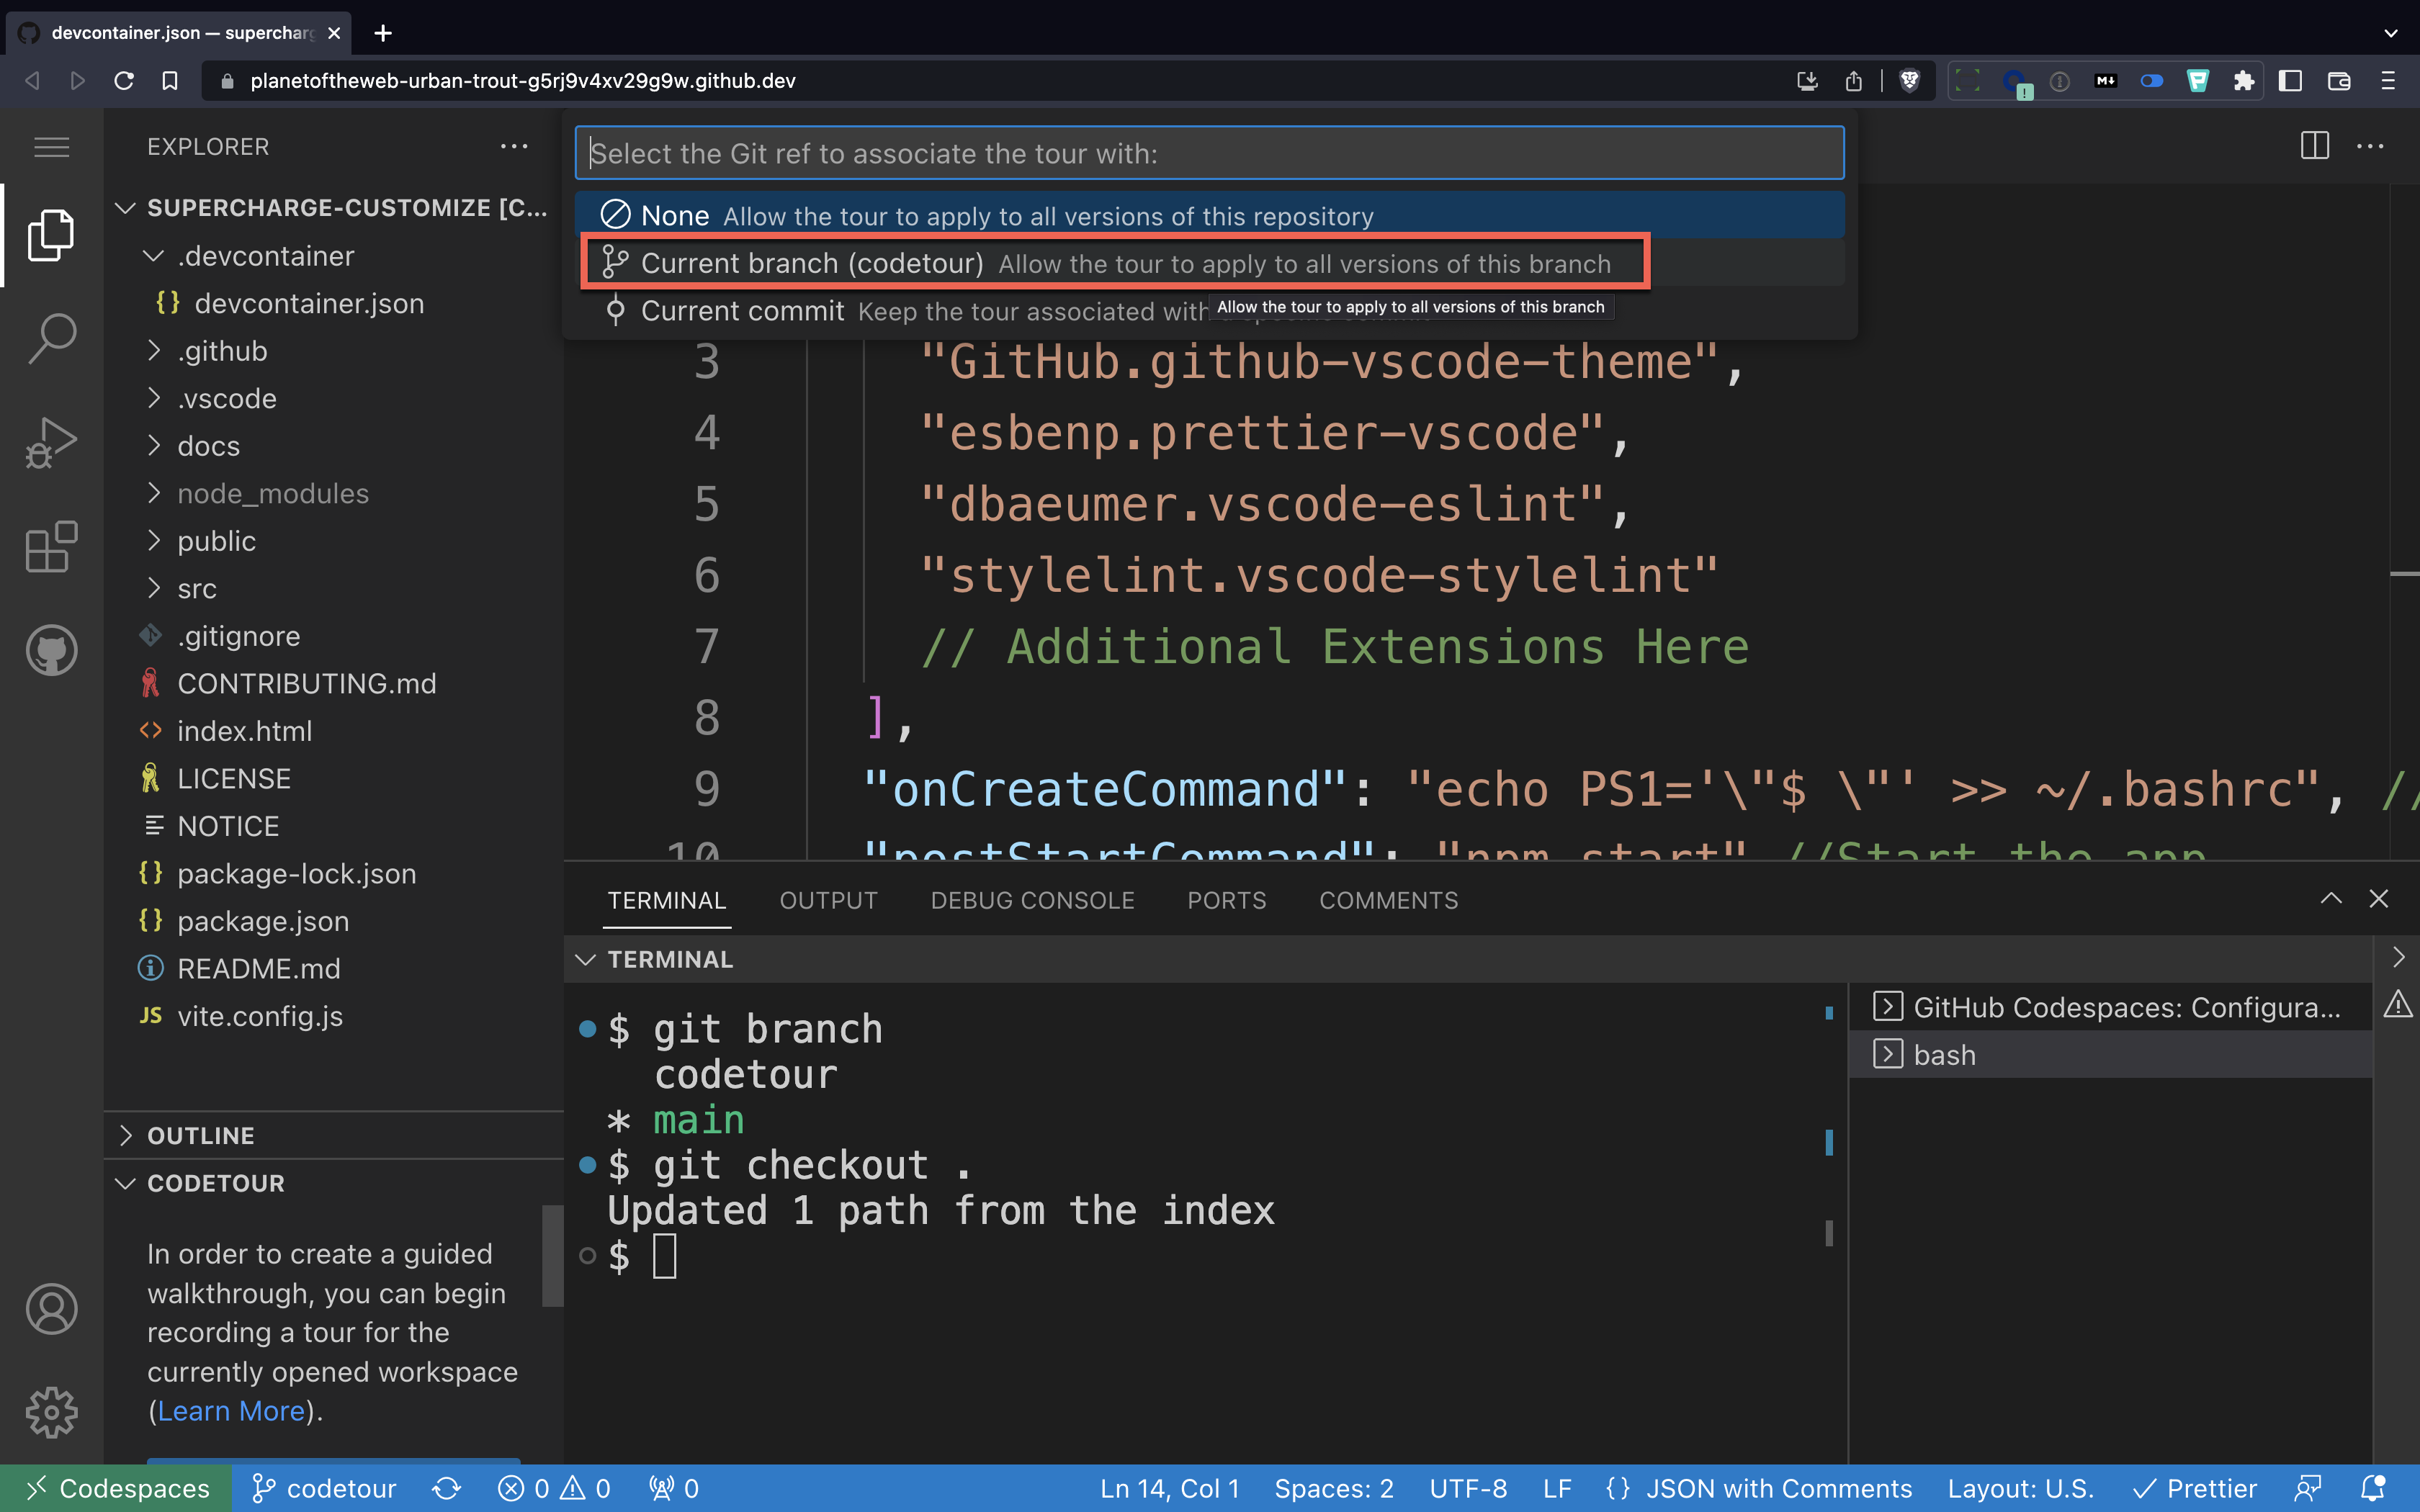 devcontainer.json — supercharg
planetoftheweb-urban-trout-g5rj9v4xv29g9w.github.dev
EXPLORER
SUPERCHARGE-CUSTOMIZE [C...
.devcontainer
{} devcontainer.json
.github
.vscode
docs
node_modules
public
src
.gitignore
CONTRIBUTING.md
<> index.html
LICENSE
NOTICE
{} package-lock.json
{} package.json
README.md
JS vite.config.js
OUTLINE
CODETOUR
In order to create a guided
walkthrough, you can begin
recording a tour for the
currently opened workspace
(Learn More).
Select the Git ref to associate the tour with:
None Allow the tour to apply to all versions of this repository
Current branch (codetour) Allow the tour to apply to all versions of this branch
Current commit Keep the tour associated with
Allow the tour to apply to all versions of this branch
3 "GitHub.github-vscode-theme",
4 "esbenp.prettier-vscode",
5 "dbaeumer.vscode-eslint",
6 "stylelint.vscode-stylelint"
7 // Additional Extensions Here
8 ],
9 "onCreateCommand": "echo PS1='\"$ \"' >> ~/.bashrc", //
10 "postStartCommand": "npm start" //Start the app
TERMINAL OUTPUT DEBUG CONSOLE PORTS COMMENTS
TERMINAL
$ git branch
codetour
* main
$ git checkout .
Updated 1 path from the index
$
GitHub Codespaces: Configura...
bash
Codespaces codetour 0 0 0 Ln 14, Col 1 Spaces: 2 UTF-8 LF {} JSON with Comments Layout: U.S. Prettier